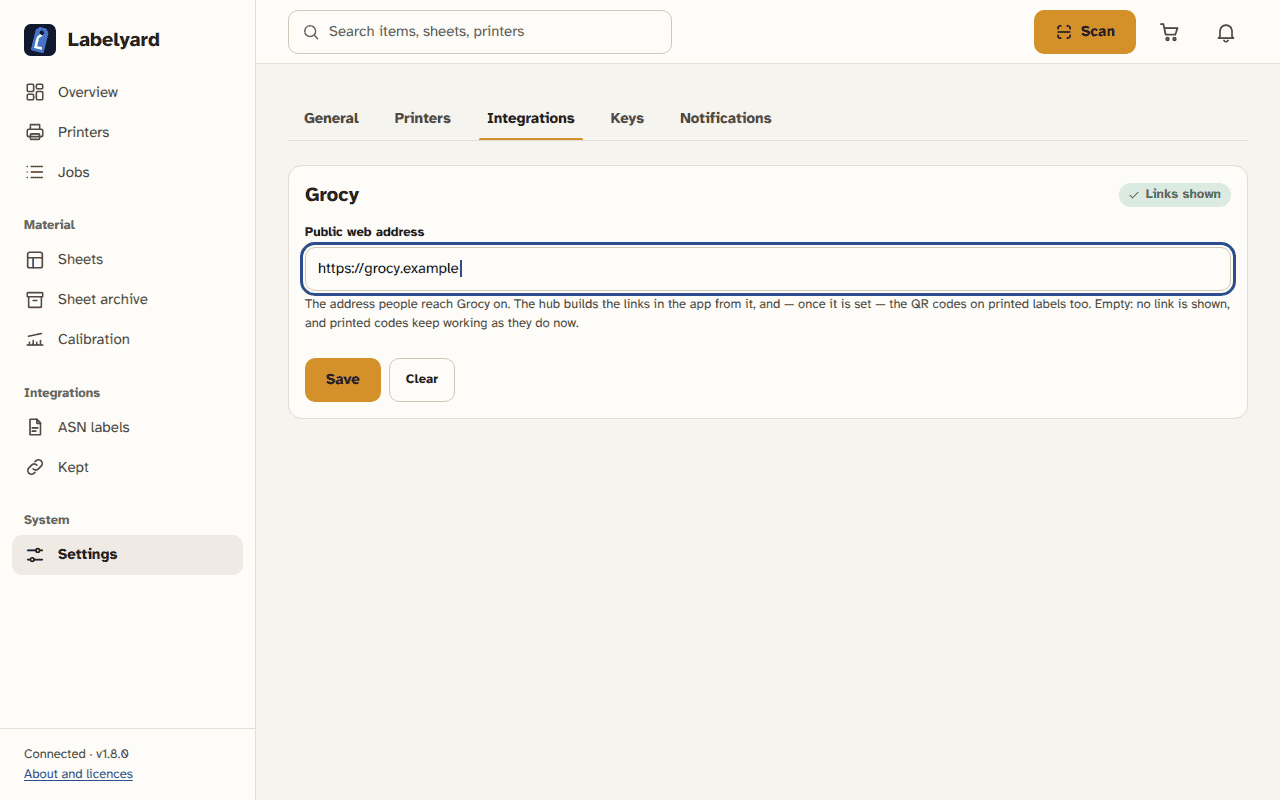 Labelyard
Search items, sheets, printers
Scan
Overview
Printers
Jobs
Material
Sheets
Sheet archive
Calibration
Integrations
ASN labels
Kept
System
Settings
Connected · v1.8.0
About and licences
General
Printers
Integrations
Keys
Notifications
Grocy
Links shown
Public web address
https://grocy.example
The address people reach Grocy on. The hub builds the links in the app from it, and — once it is set — the QR codes on printed labels too. Empty: no link is shown,
and printed codes keep working as they do now.
Save
Clear